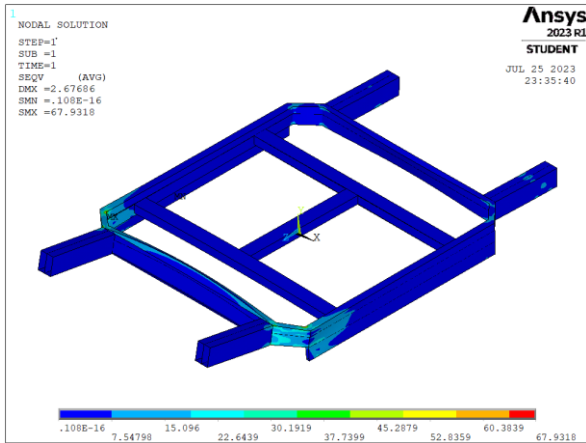 1
NODAL SOLUTION
STEP=1
SUB =1
TIME=1
SEQV (AVG)
DMX =2.67686
SMN =.108E-16
SMX =67.9318
Ansys
2023 R1
STUDENT
JUL 25 2023
23:35:40
MX
Y
Z X
.108E-16 15.096 30.1919 45.2879 60.3839
7.54798 22.6439 37.7399 52.8359 67.9318